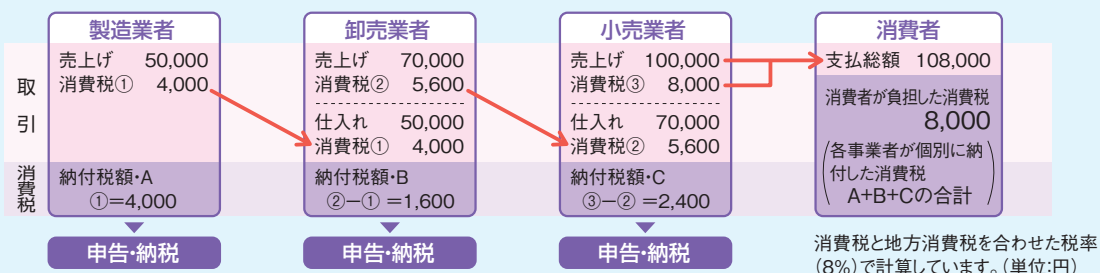 製造業者
売上げ 50,000
消費税① 4,000
納付税額・A
①=4,000
申告・納税
卸売業者
売上げ 70,000
消費税② 5,600
仕入れ 50,000
消費税① 4,000
納付税額・B
②−① =1,600
申告・納税
小売業者
売上げ 100,000
消費税③ 8,000
仕入れ 70,000
消費税② 5,600
納付税額・C
③−② =2,400
申告・納税
消費者
支払総額 108,000
消費者が負担した消費税
8,000
(各事業者が個別に納
付した消費税
A+B+Cの合計)
取引
消費税
消費税と地方消費税を合わせた税率
(8%)で計算しています。(単位:円)